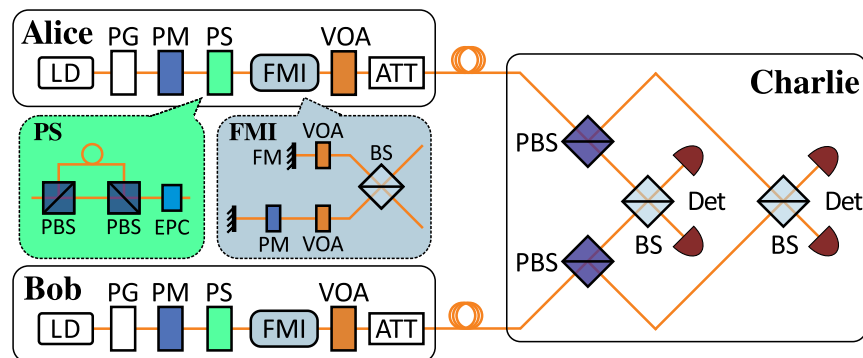 Alice
PG PM PS VOA
LD FMI ATT
PS
PBS PBS EPC
FMI
VOA
FM
BS
PM VOA
Bob
PG PM PS VOA
LD FMI ATT
Charlie
PBS
PBS
BS
Det
BS
Det